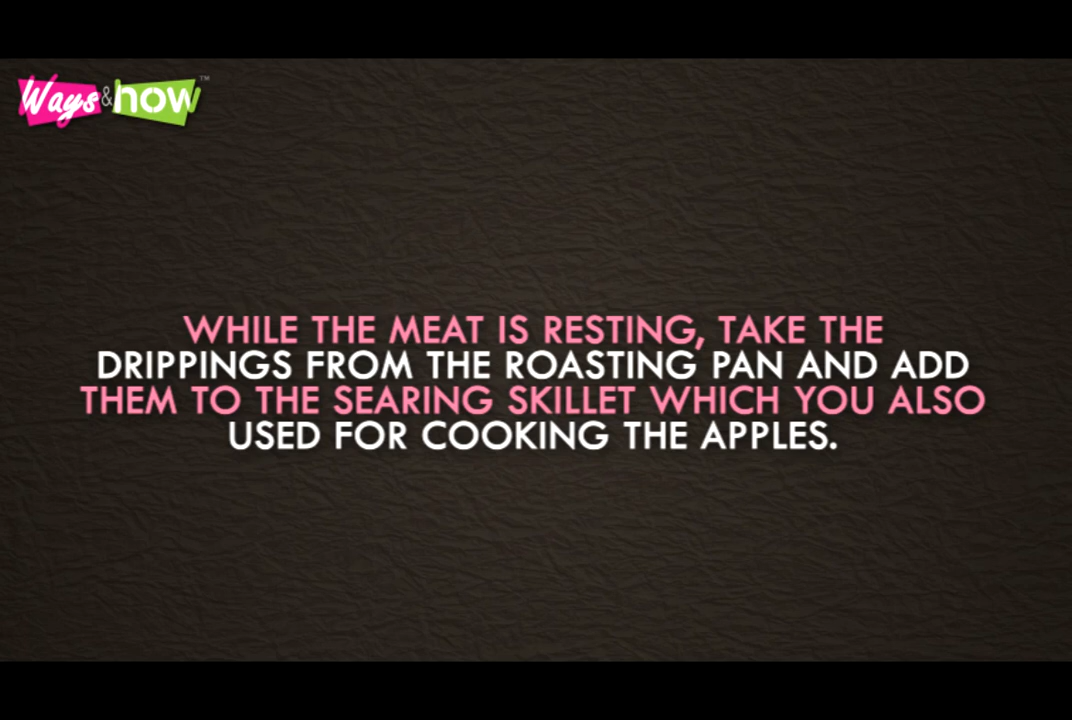 Ways&how™
WHILE THE MEAT IS RESTING, TAKE THE
DRIPPINGS FROM THE ROASTING PAN AND ADD
THEM TO THE SEARING SKILLET WHICH YOU ALSO
USED FOR COOKING THE APPLES.